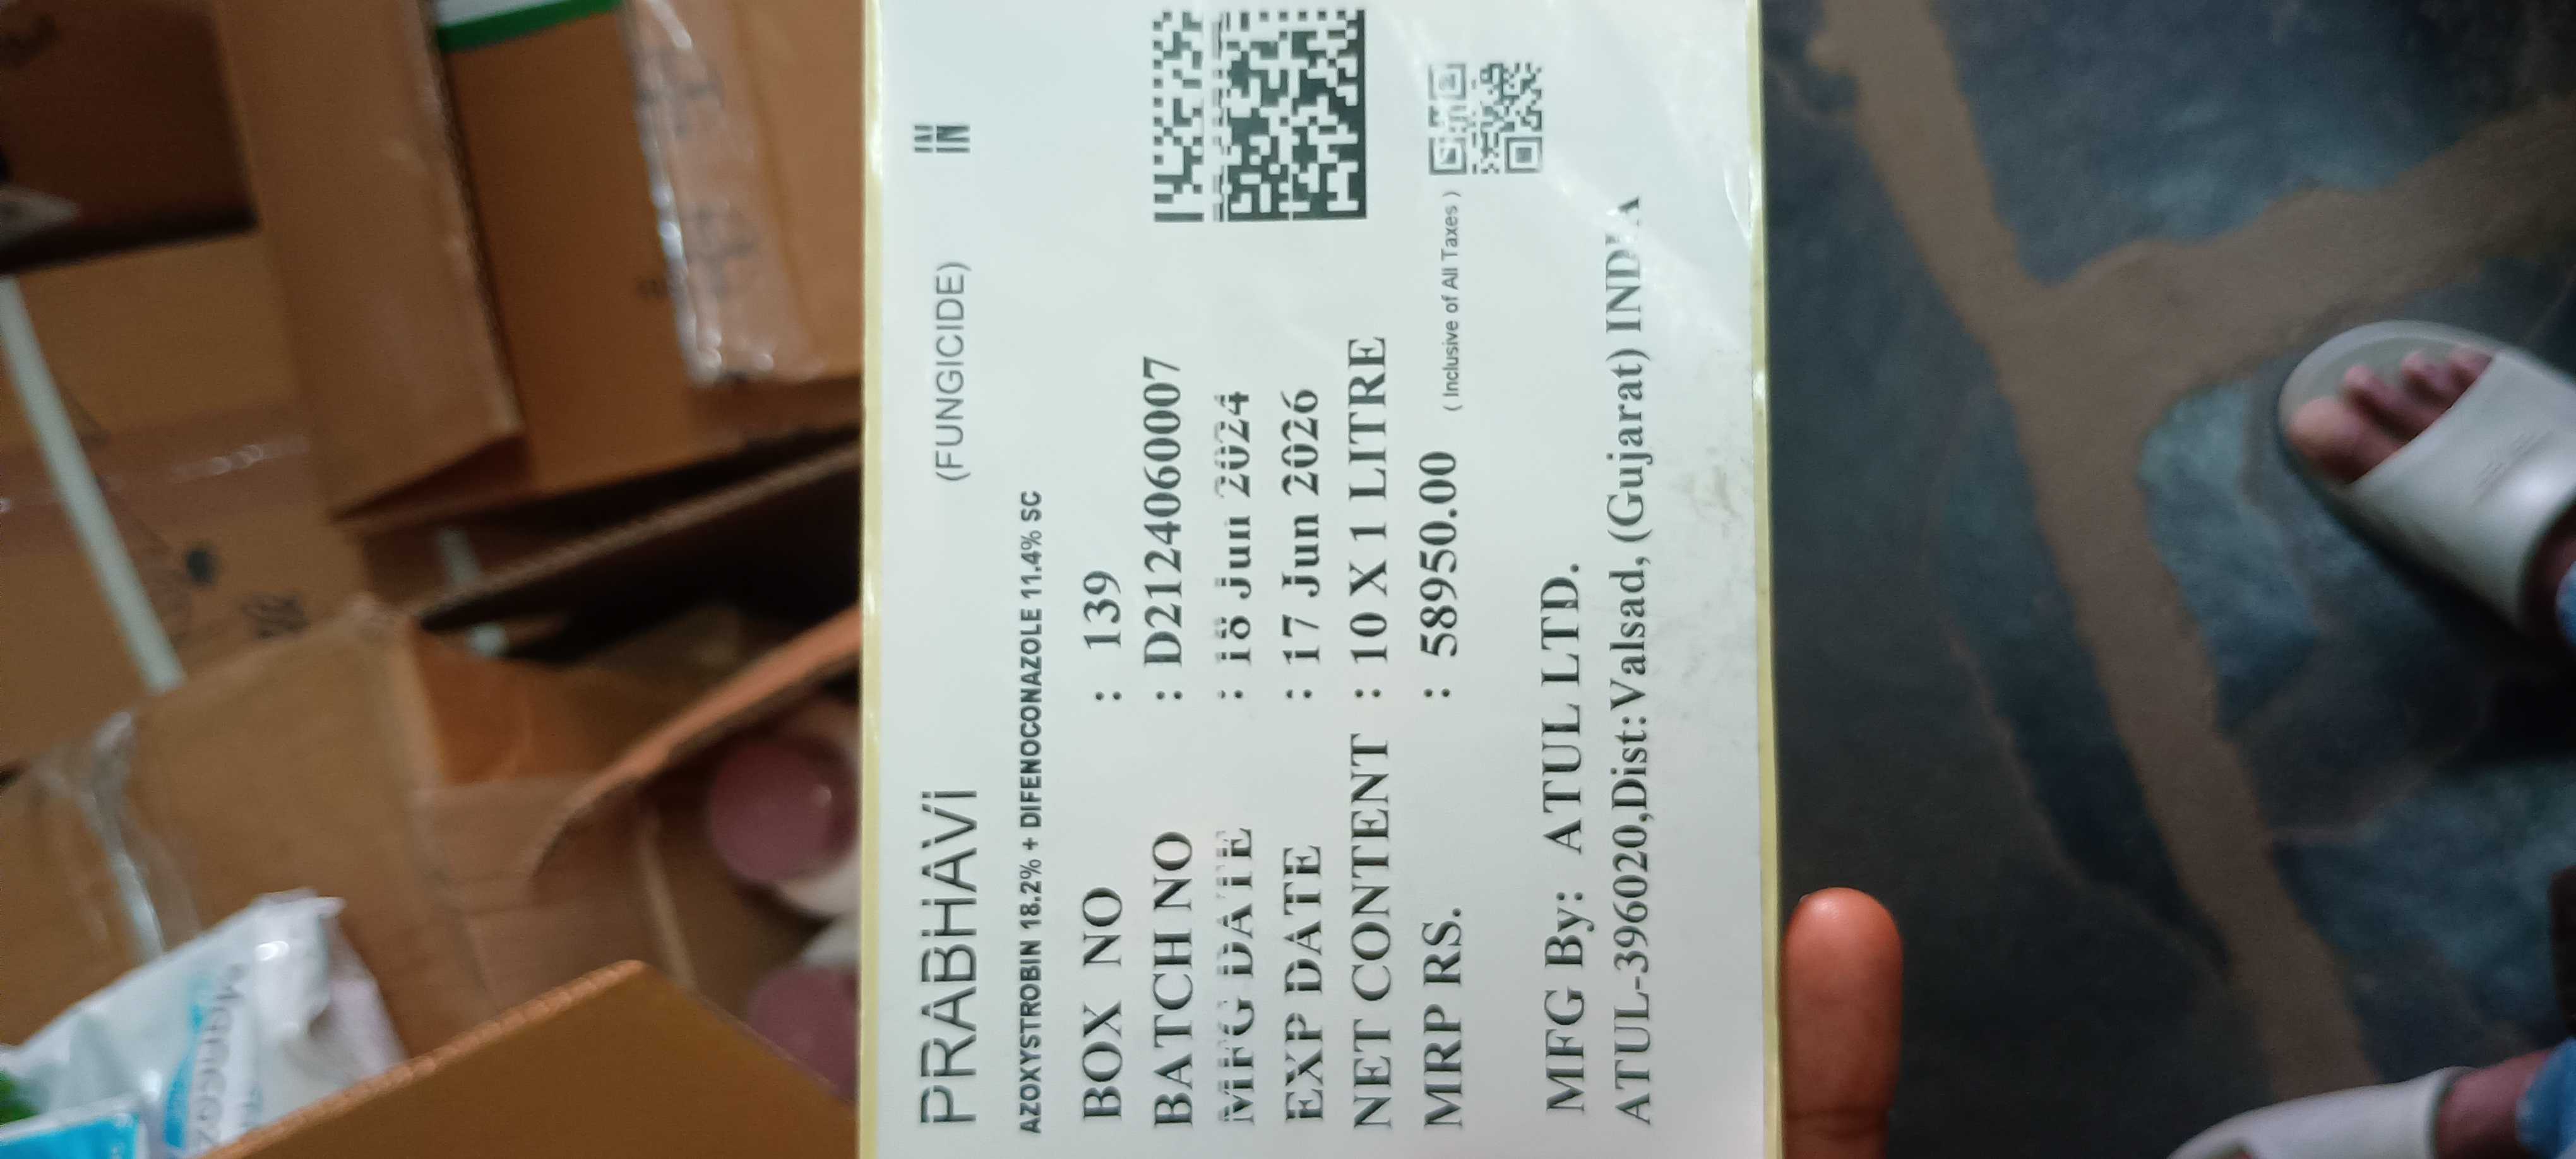 PRABHAVi (FUNGICIDE) IN
AZOXYSTROBIN 18.2% + DIFENOCONAZOLE 11.4% SC
BOX NO : 139
BATCH NO : D2124060007
MFG DATE : 18 Jun 2024
EXP DATE : 17 Jun 2026
NET CONTENT : 10 X 1 LITRE
MRP RS. : 58950.00 ( Inclusive of All Taxes )
MFG By: ATUL LTD.
ATUL-396020,Dist:Valsad, (Gujarat) INDIA